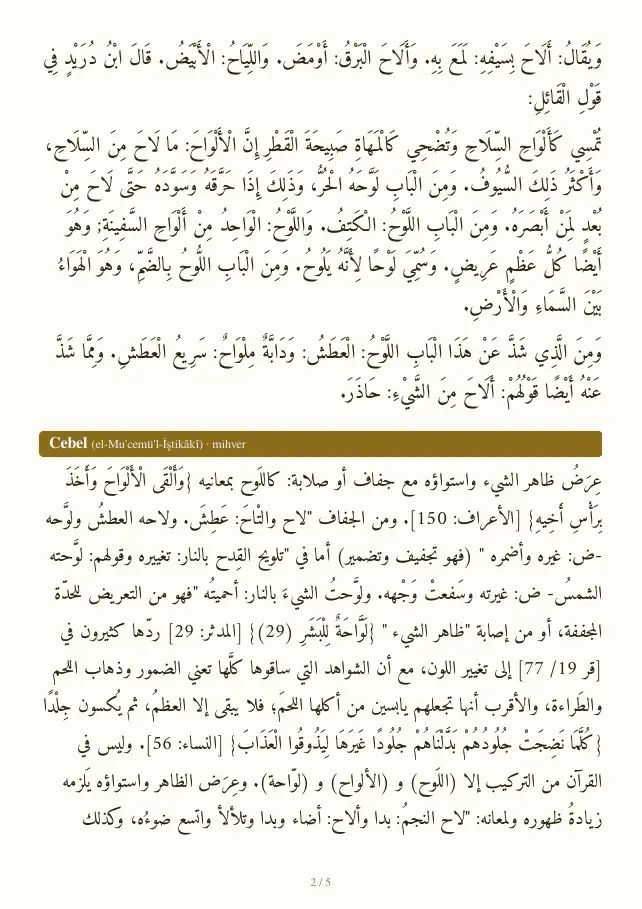 وَيُقَالُ: أَلَاحَ بِسَيْفِهِ: لَمَعَ بِهِ. وَأَلَاحَ الْبَرْقُ: أَوْمَضَ. وَاللِّيَاحُ: الْأَبْيَضُ. قَالَ ابْنُ دُرَيْدٍ فِي
قَوْلِ الْقَائِلِ:
تُمْسِي كَأَلْوَاحِ السِّلَاحِ وَتُضْحِي كَالْمَهَاةِ صَبِيحَةَ الْقَطْرِ إِنَّ الْأَلْوَاحَ: مَا لَاحَ مِنَ السِّلَاحِ،
وَأَكْثَرُ ذَلِكَ السُّيُوفُ. وَمِنَ الْبَابِ لَوَّحَهُ الْحَرُّ، وَذَلِكَ إِذَا حَرَّقَهُ وَسَوَّدَهُ حَتَّى لَاحَ مِنْ
بُعْدٍ لِمَنْ أَبْصَرَهُ. وَمِنَ الْبَابِ اللَّوْحُ: الْكَتِفُ. وَاللَّوْحُ: الْوَاحِدُ مِنْ أَلْوَاحِ السَّفِينَةِ; وَهُوَ
أَيْضًا كُلُّ عَظْمٍ عَرِيضٍ. وَسُمِّيَ لَوْحًا لِأَنَّهُ يَلُوحُ. وَمِنَ الْبَابِ اللُّوحُ بِالضَّمِّ، وَهُوَ الْهَوَاءُ
بَيْنَ السَّمَاءِ وَالْأَرْضِ.
وَمِنَ الَّذِي شَذَّ عَنْ هَذَا الْبَابِ اللَّوْحُ: الْعَطَشُ: وَدَابَّةٌ مِلْوَاحٌ: سَرِيعُ الْعَطَشِ. وَمِمَّا شَذَّ
عَنْهُ أَيْضًا قَوْلُهُمْ: أَلَاحَ مِنَ الشَّيْءِ: حَاذَرَ.
Cebel (el-Mu'cemü'l-İştikâkî) · mihver
عِرَضُ ظاهر الشيء واستواؤه مع جفاف أو صلابة: كاللَوح بمعانيه {وَأَلْقَى الْأَلْوَاحَ وَأَخَذَ
بِرَأْسِ أَخِيهِ} [الأعراف: 150]. ومن الجفاف "لاح والْتاحَ: عَطِشَ. ولاحه العطشُ ولوَّحه
-ض: غيره وأضمره " (فهو تجفيف وتضمير) أما في "تلويح القِدح بالنار: تغييره وقولهم: لوَّحته
الشمسُ- ض: غيرته وسَفعتْ وَجْهه. ولوَّحتُ الشيءَ بالنار: أحميتُه "فهو من التعريض للحدّة
المجففة، أو من إصابة "ظاهر الشيء " {لَوَّاحَةٌ لِلْبَشَرِ (29)} [المدثر: 29] ردّها كثيرون في
[قر 19/ 77] إلى تغيير اللون، مع أن الشواهد التي ساقوها كلَّها تعني الضمور وذهاب اللحم
والطَراءة، والأقرب أنها تجعلهم يابسين من أكلها اللحمَ؛ فلا يبقى إلا العظمُ، ثم يُكسون جِلْدًا
{كُلَّمَا نَضِجَتْ جُلُودُهُمْ بَدَّلْنَاهُمْ جُلُودًا غَيْرَهَا لِيَذُوقُوا الْعَذَابَ} [النساء: 56]. وليس في
القرآن من التركيب إلا (اللَوح) و (الألواح) و (لوّاحة). وعِرَض الظاهر واستواؤه يَلزمه
زيادةُ ظهوره ولمعانه: "لاح النجمُ: بدا وألاح: أضاء وبدا وتلألأ واتسع ضوءُه، وكذلك
2 / 5